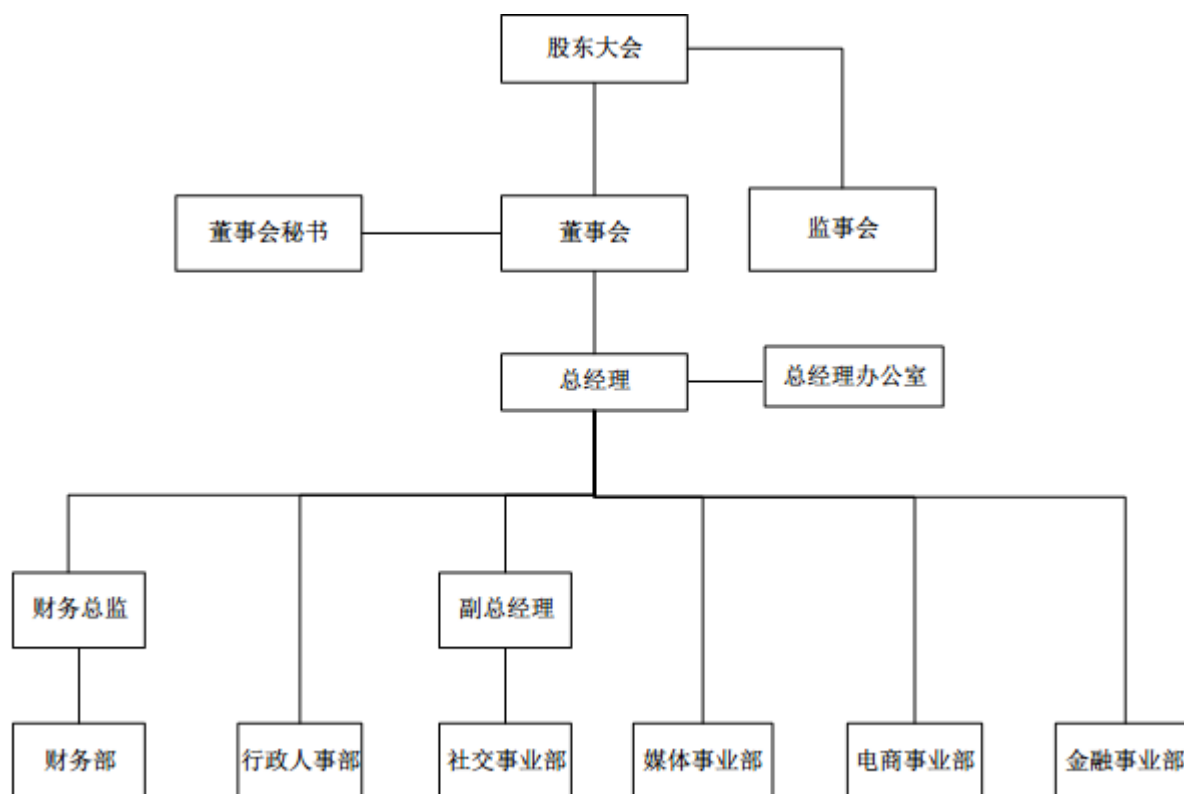 股东大会
董事会秘书
董事会
监事会
总经理
总经理办公室
财务总监
副总经理
财务部
行政人事部
社交事业部
媒体事业部
电商事业部
金融事业部